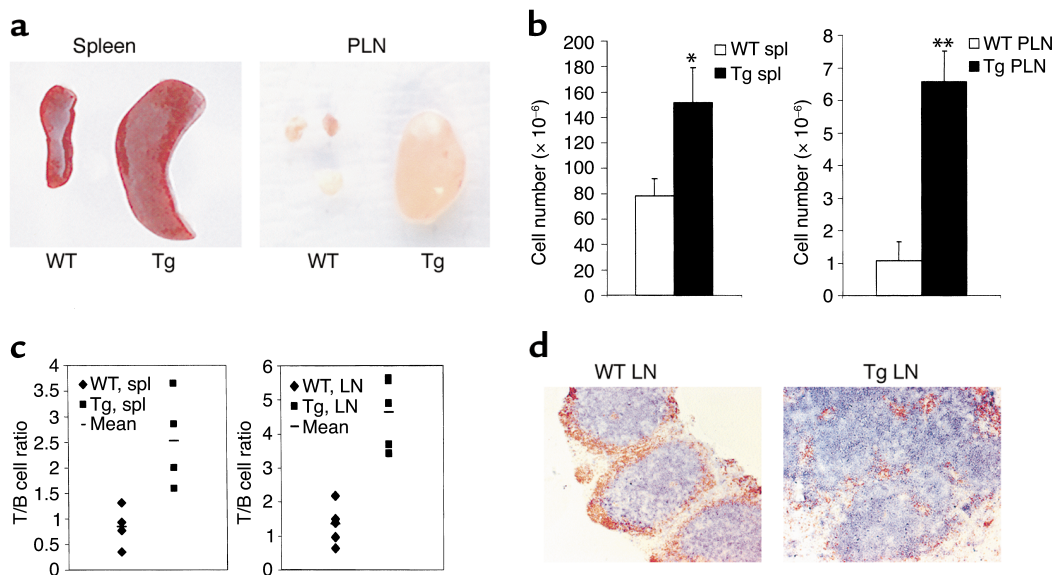 a
Spleen
PLN
WT
Tg
WT
Tg
b
Cell number (× 10⁻⁶)
200
180
160
140
120
100
80
60
40
20
0
*
WT spl
Tg spl
Cell number (× 10⁻⁶)
8
7
6
5
4
3
2
1
0
**
WT PLN
Tg PLN
c
T/B cell ratio
4
3.5
3
2.5
2
1.5
1
0.5
0
WT, spl
Tg, spl
Mean
T/B cell ratio
6
5
4
3
2
1
0
WT, LN
Tg, LN
Mean
d
WT LN
Tg LN